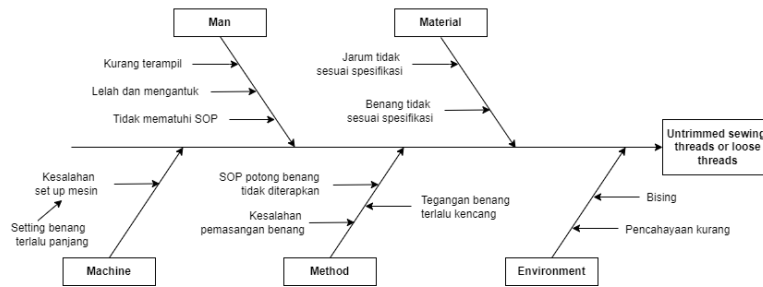 Man
Material
Kurang terampil
Lelah dan mengantuk
Tidak mematuhi SOP
Jarum tidak
sesuai spesifikasi
Benang tidak
sesuai spesifikasi
Untrimmed sewing
threads or loose
threads
Kesalahan
set up mesin
Setting benang
terlalu panjang
SOP potong benang
tidak diterapkan
Kesalahan
pemasangan benang
Tegangan benang
terlalu kencang
Bising
Pencahayaan kurang
Machine
Method
Environment